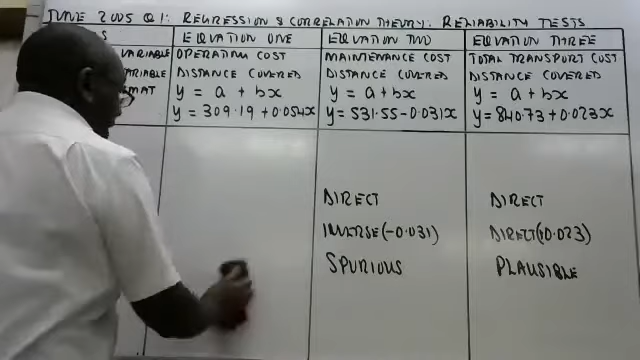 JUNE 2005 Q1: REGRESSION & CORRELATION THEORY: RELIABILITY TESTS
S EQUATION ONE EQUATION TWO EQUATION THREE
VARIABLE OPERATING COST MAINTENANCE COST TOTAL TRANSPORT COST
VARIABLE DISTANCE COVERED DISTANCE COVERED DISTANCE COVERED
MAT y = a + bx y = a + bx y = a + bx
y = 309.19 + 0.054x y = 531.55 - 0.031x y = 840.73 + 0.023x
DIRECT DIRECT
INVERSE (-0.031) DIRECT (+0.023)
SPURIOUS PLAUSIBLE